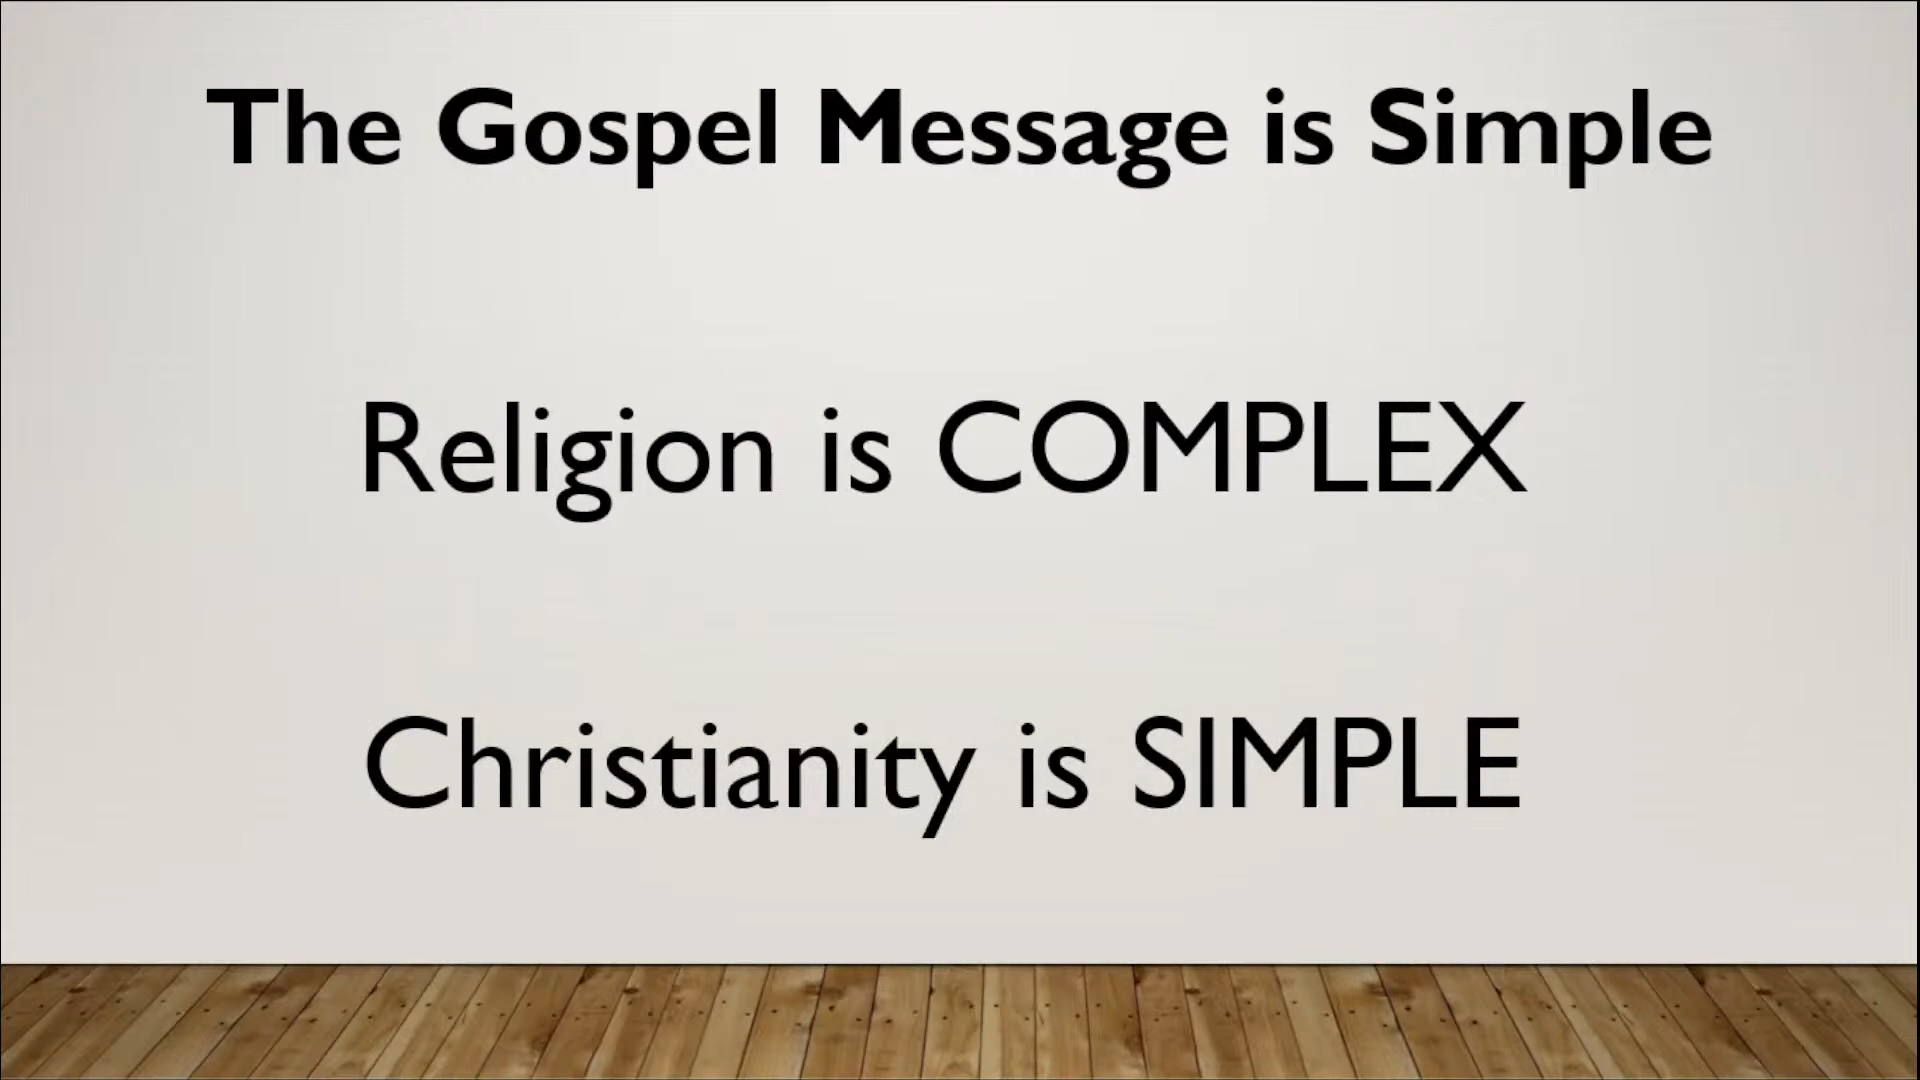 The Gospel Message is Simple
Religion is COMPLEX
Christianity is SIMPLE